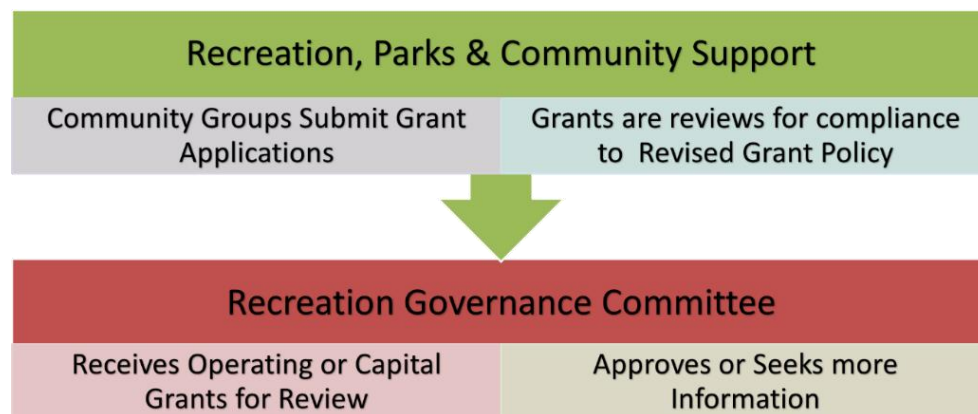 Recreation, Parks & Community Support
Community Groups Submit Grant
Applications
Grants are reviews for compliance
to Revised Grant Policy
Recreation Governance Committee
Receives Operating or Capital
Grants for Review
Approves or Seeks more
Information